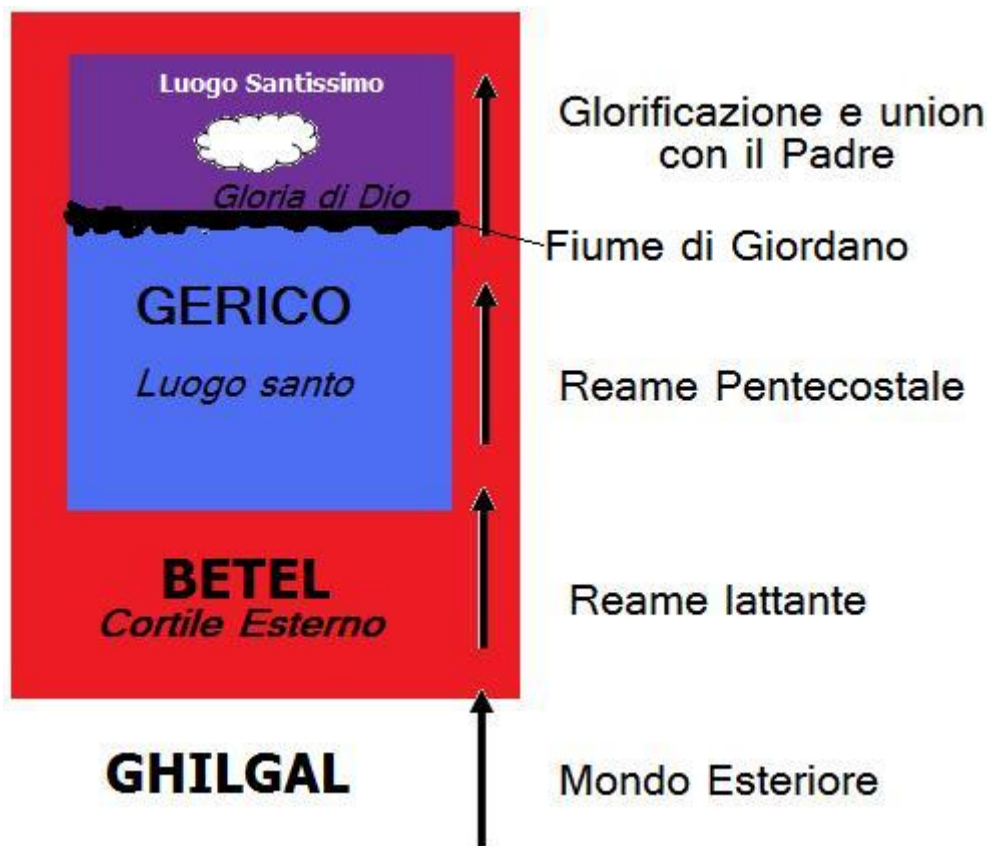 Luogo Santissimo
Gloria di Dio
Glorificazione e union
con il Padre
Fiume di Giordano
GERICO
Luogo santo
Reame Pentecostale
BETEL
Cortile Esterno
Reame lattante
GHILGAL
Mondo Esteriore